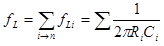 f_L = \sum_{i \to n} f_{Li} = \sum \frac{1}{2\pi R_i C_i}